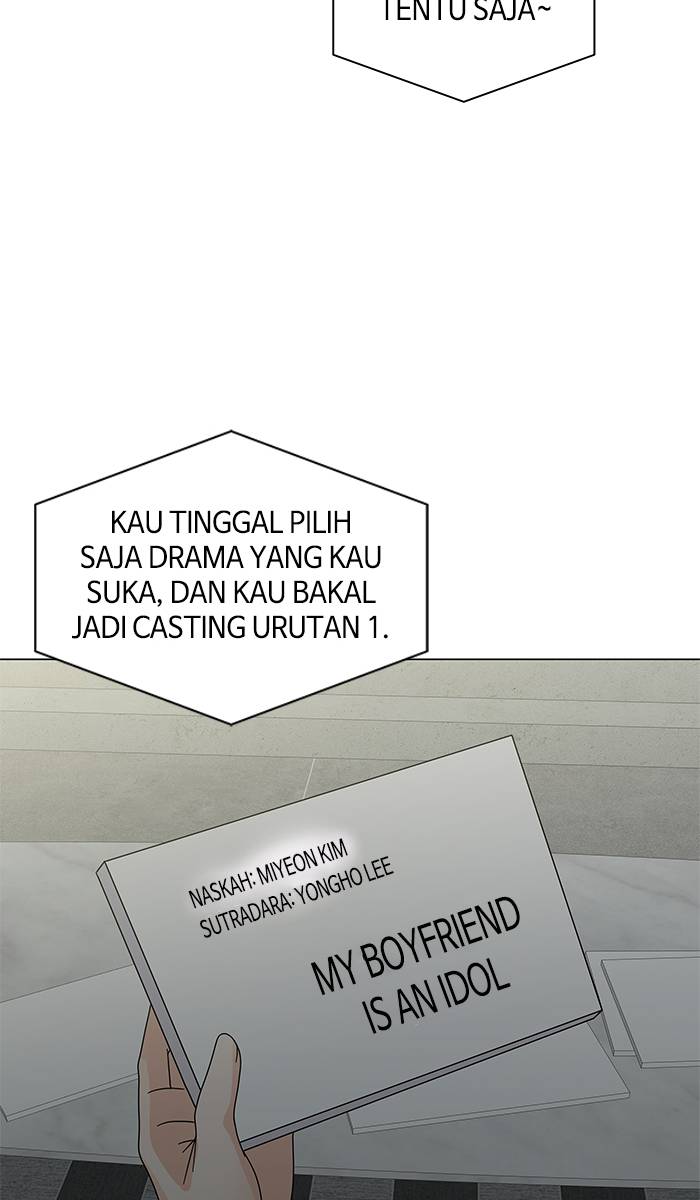 TENTU SAJA~
KAU TINGGAL PILIH
SAJA DRAMA YANG KAU
SUKA, DAN KAU BAKAL
JADI CASTING URUTAN 1.
NASKAH: MIYEON KIM
SUTRADARA: YONGHO LEE
MY BOYFRIEND
IS AN IDOL